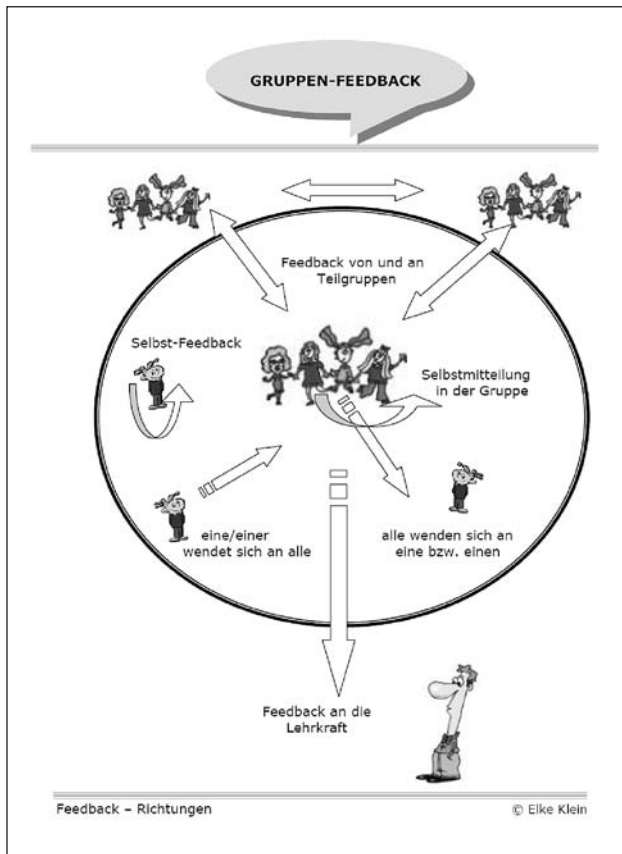 GRUPPEN-FEEDBACK
Feedback von und an
Teilgruppen
Selbst-Feedback
Selbstmitteilung
in der Gruppe
eine/einer
wendet sich an alle
alle wenden sich an
eine bzw. einen
Feedback an die
Lehrkraft
Feedback – Richtungen
© Elke Klein